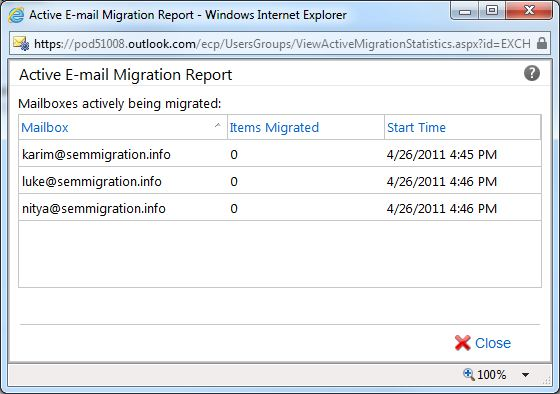 Active E-mail Migration Report - Windows Internet Explorer
https://pod51008.outlook.com/ecp/UsersGroups/ViewActiveMigrationStatistics.aspx?id=EXCH
Active E-mail Migration Report
Mailboxes actively being migrated:
Mailbox Items Migrated Start Time
karim@semmigration.info 0 4/26/2011 4:45 PM
luke@semmigration.info 0 4/26/2011 4:46 PM
nitya@semmigration.info 0 4/26/2011 4:46 PM
Close
100%